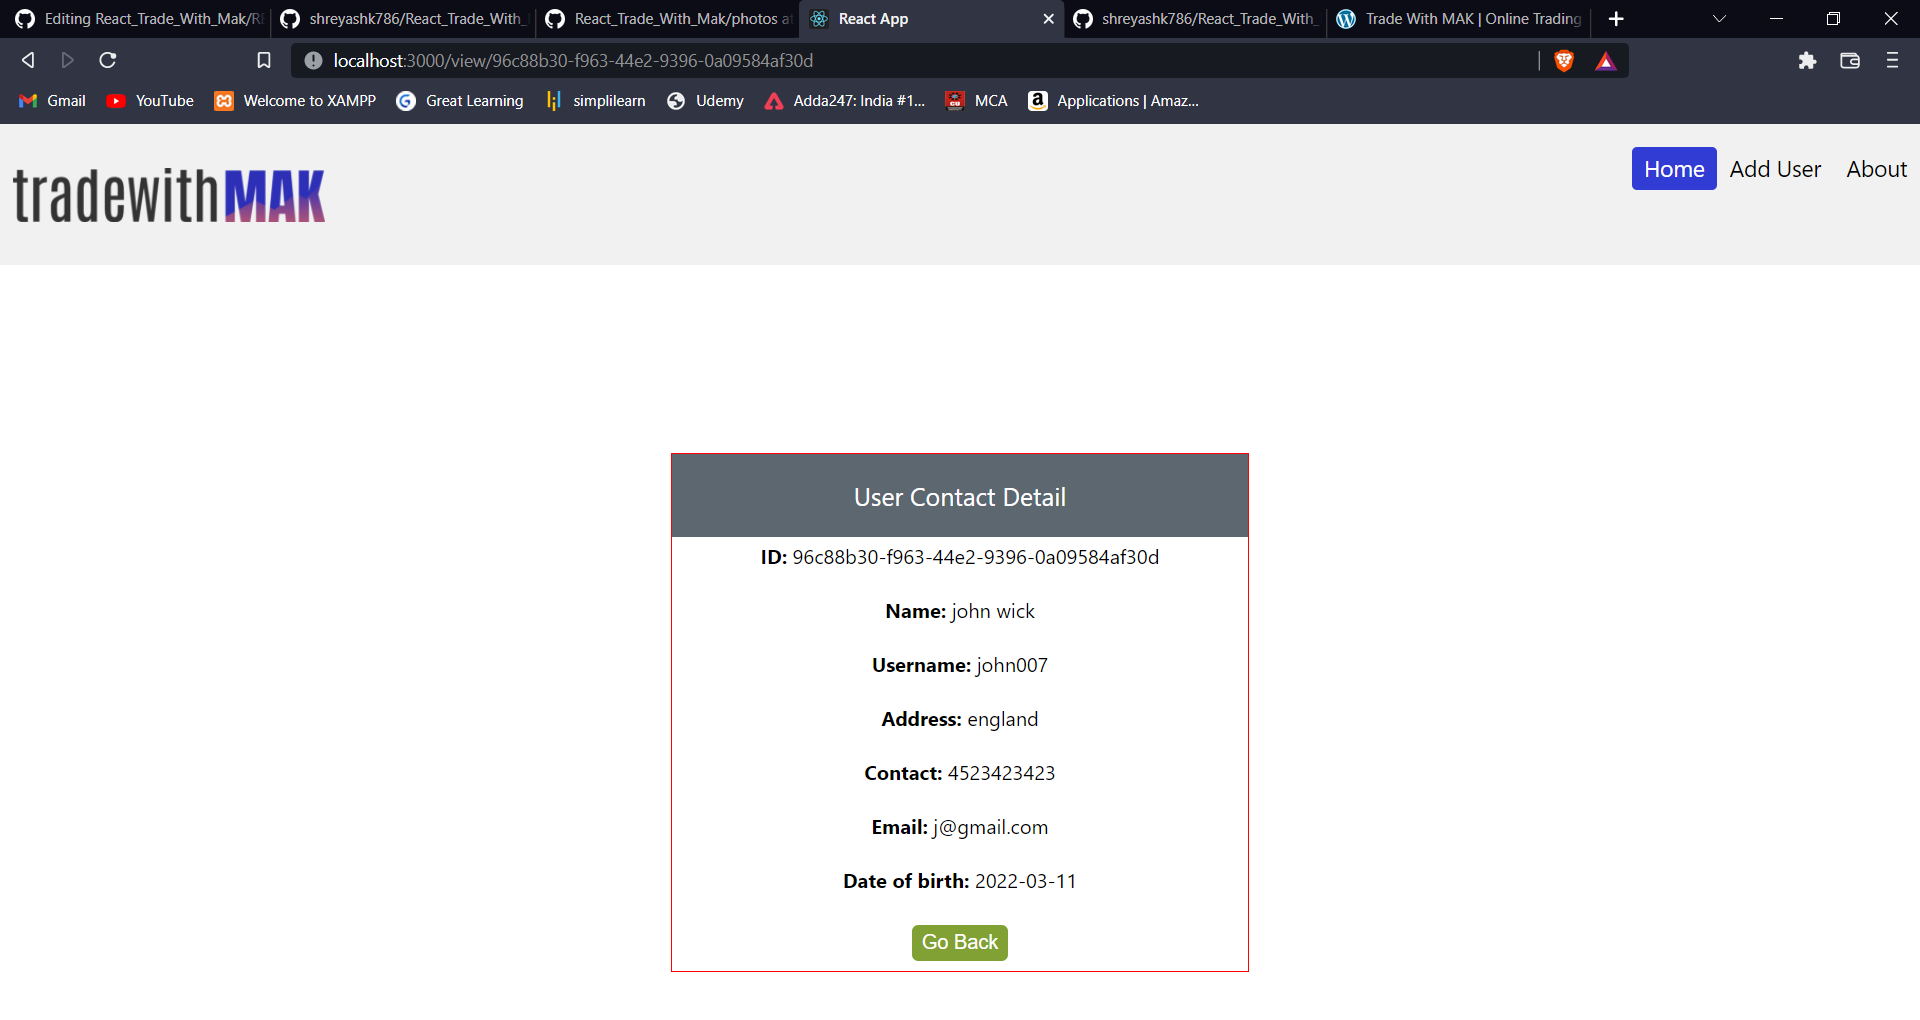 Editing React_Trade_With_Mak/RE
shreyashk786/React_Trade_With_
React_Trade_With_Mak/photos at
React App
shreyashk786/React_Trade_With_
Trade With MAK | Online Trading
localhost:3000/view/96c88b30-f963-44e2-9396-0a09584af30d
Gmail
YouTube
Welcome to XAMPP
Great Learning
simplilearn
Udemy
Adda247: India #1...
MCA
Applications | Amaz...
tradewithMAK
Home
Add User
About
User Contact Detail
ID: 96c88b30-f963-44e2-9396-0a09584af30d
Name: john wick
Username: john007
Address: england
Contact: 4523423423
Email: j@gmail.com
Date of birth: 2022-03-11
Go Back